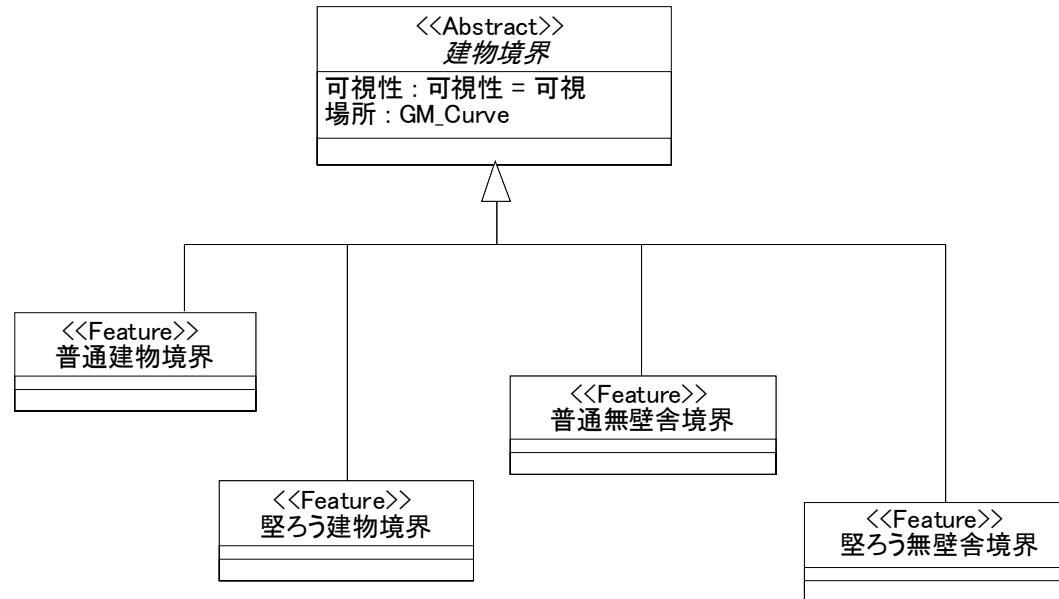 <<Abstract>>
建物境界
可視性 : 可視性 = 可視
場所 : GM_Curve
<<Feature>>
普通建物境界
<<Feature>>
普通無壁舎境界
<<Feature>>
堅ろう建物境界
<<Feature>>
堅ろう無壁舎境界